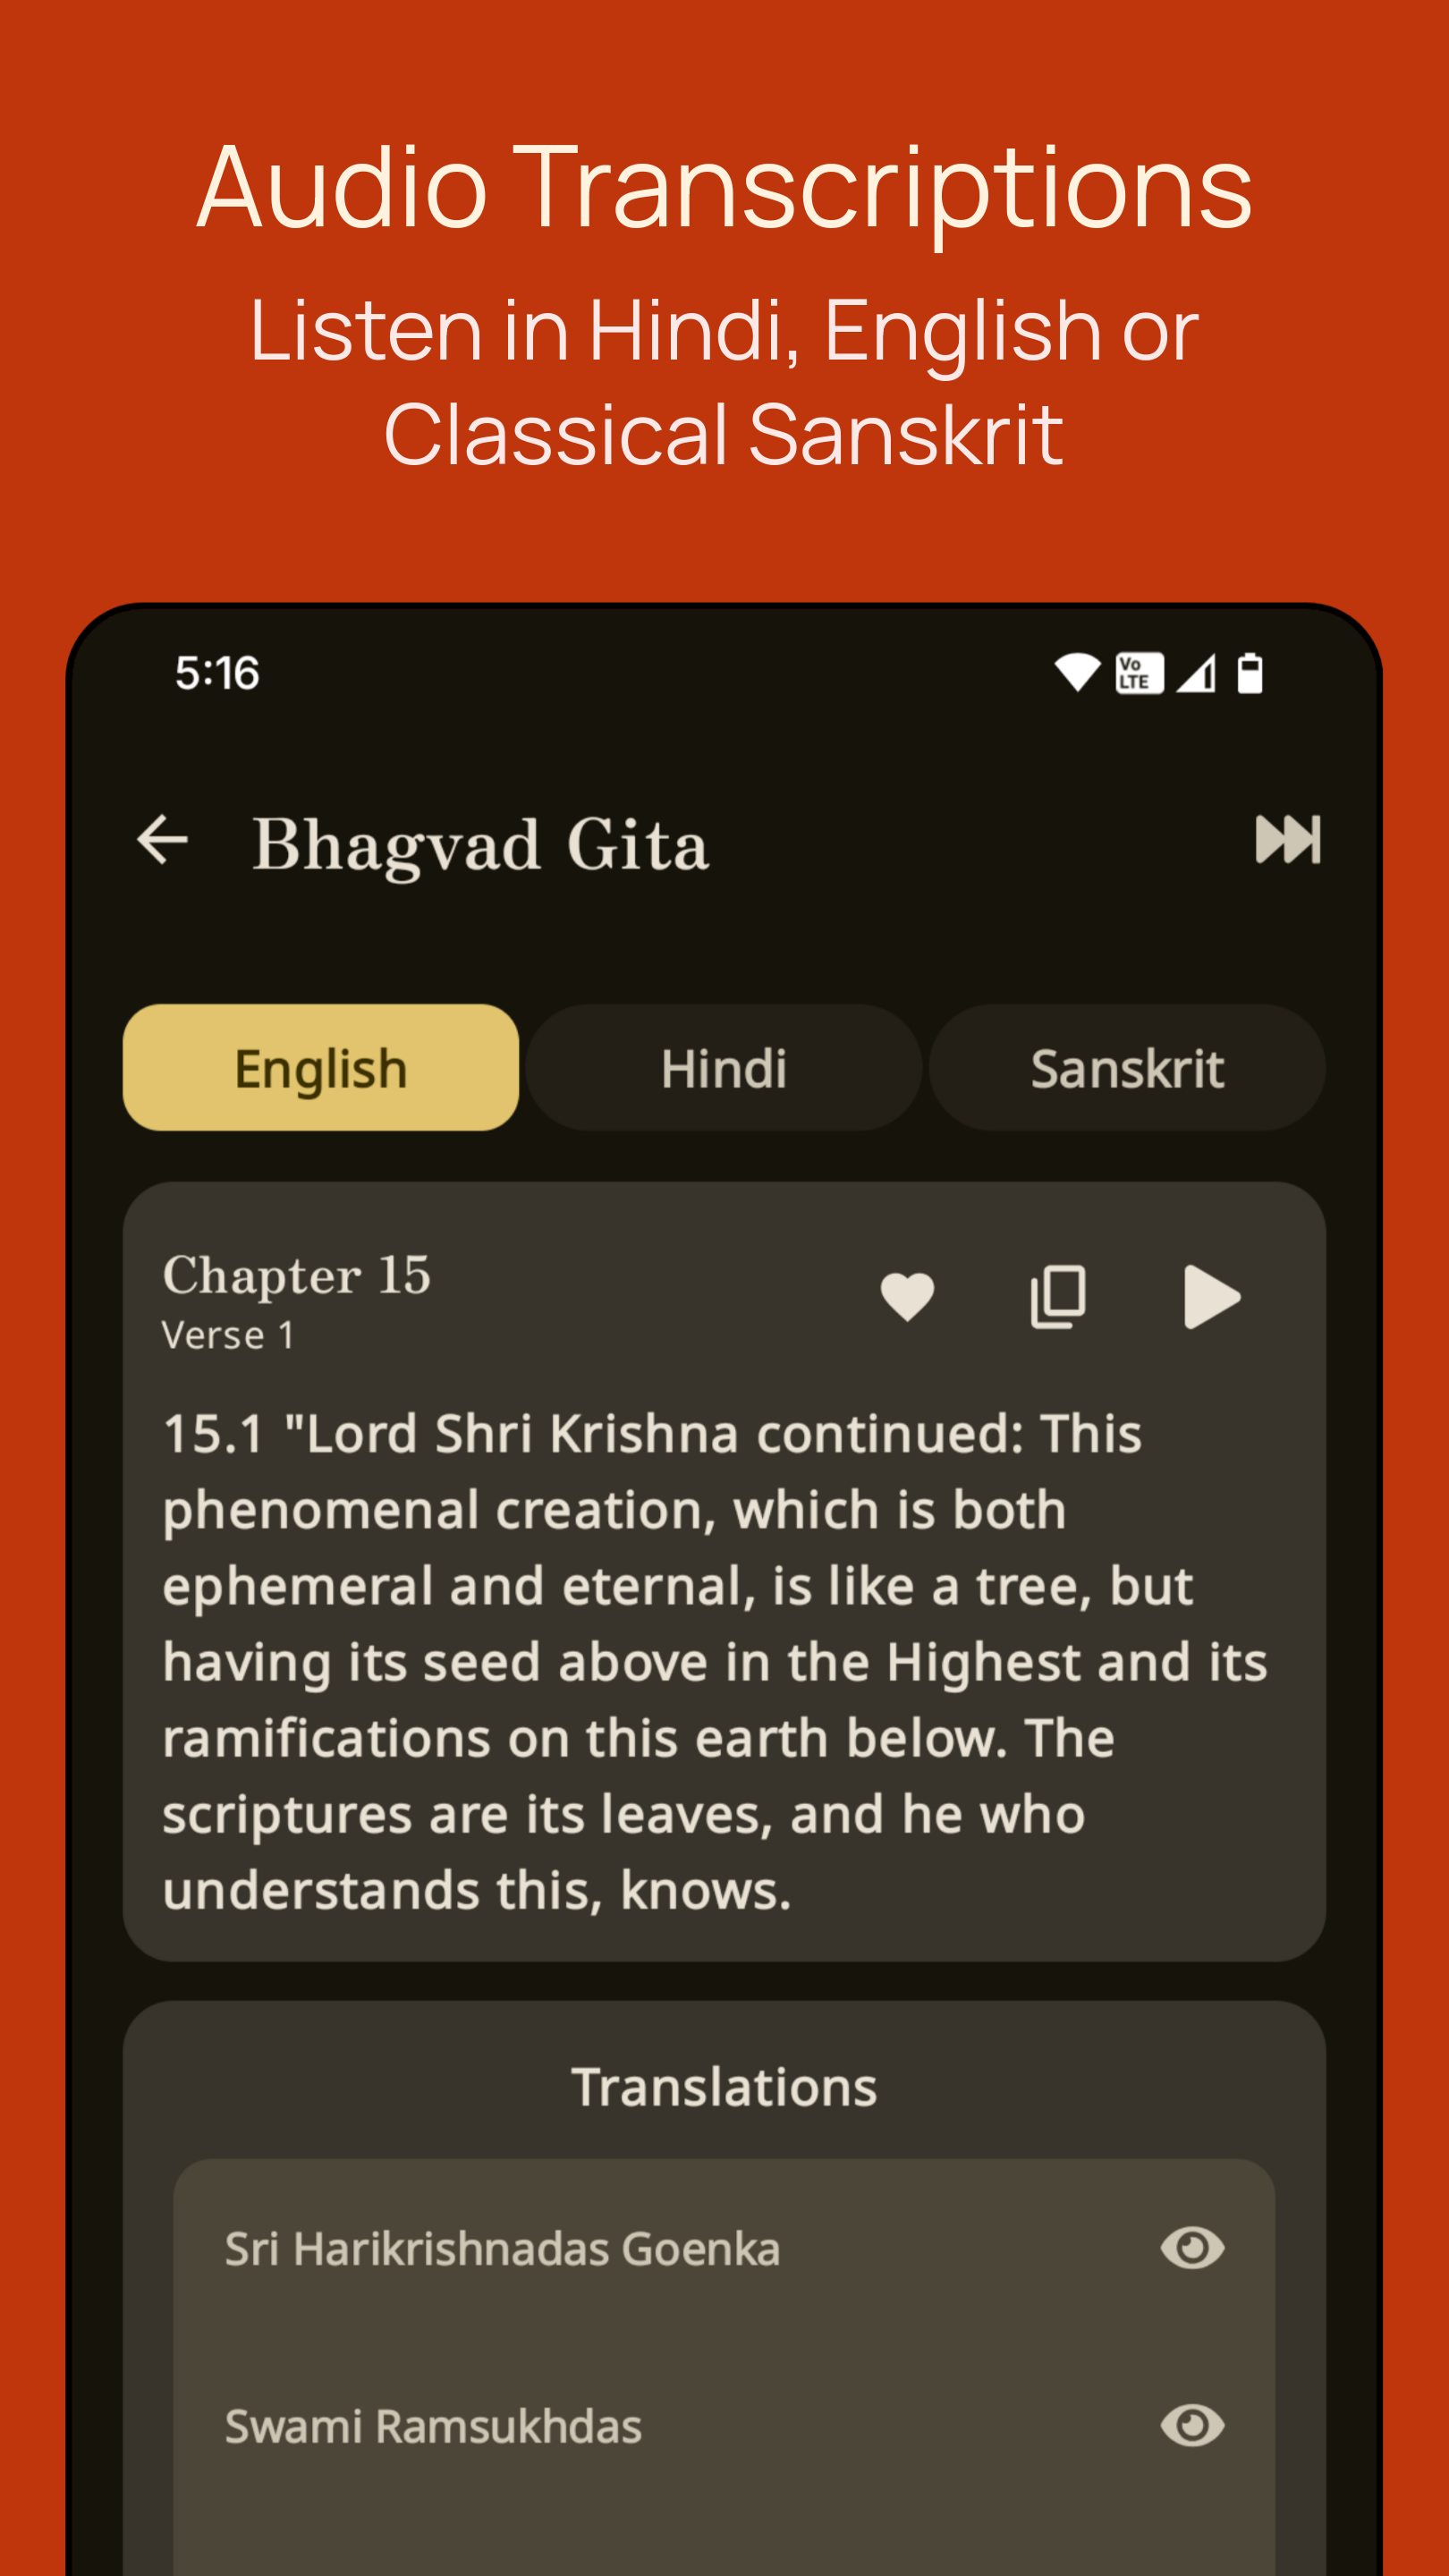 Audio Transcriptions
Listen in Hindi, English or
Classical Sanskrit
5:16
Vo
LTE
Bhagvad Gita
English
Hindi
Sanskrit
Chapter 15
Verse 1
15.1 "Lord Shri Krishna continued: This
phenomenal creation, which is both
ephemeral and eternal, is like a tree, but
having its seed above in the Highest and its
ramifications on this earth below. The
scriptures are its leaves, and he who
understands this, knows.
Translations
Sri Harikrishnadas Goenka
Swami Ramsukhdas